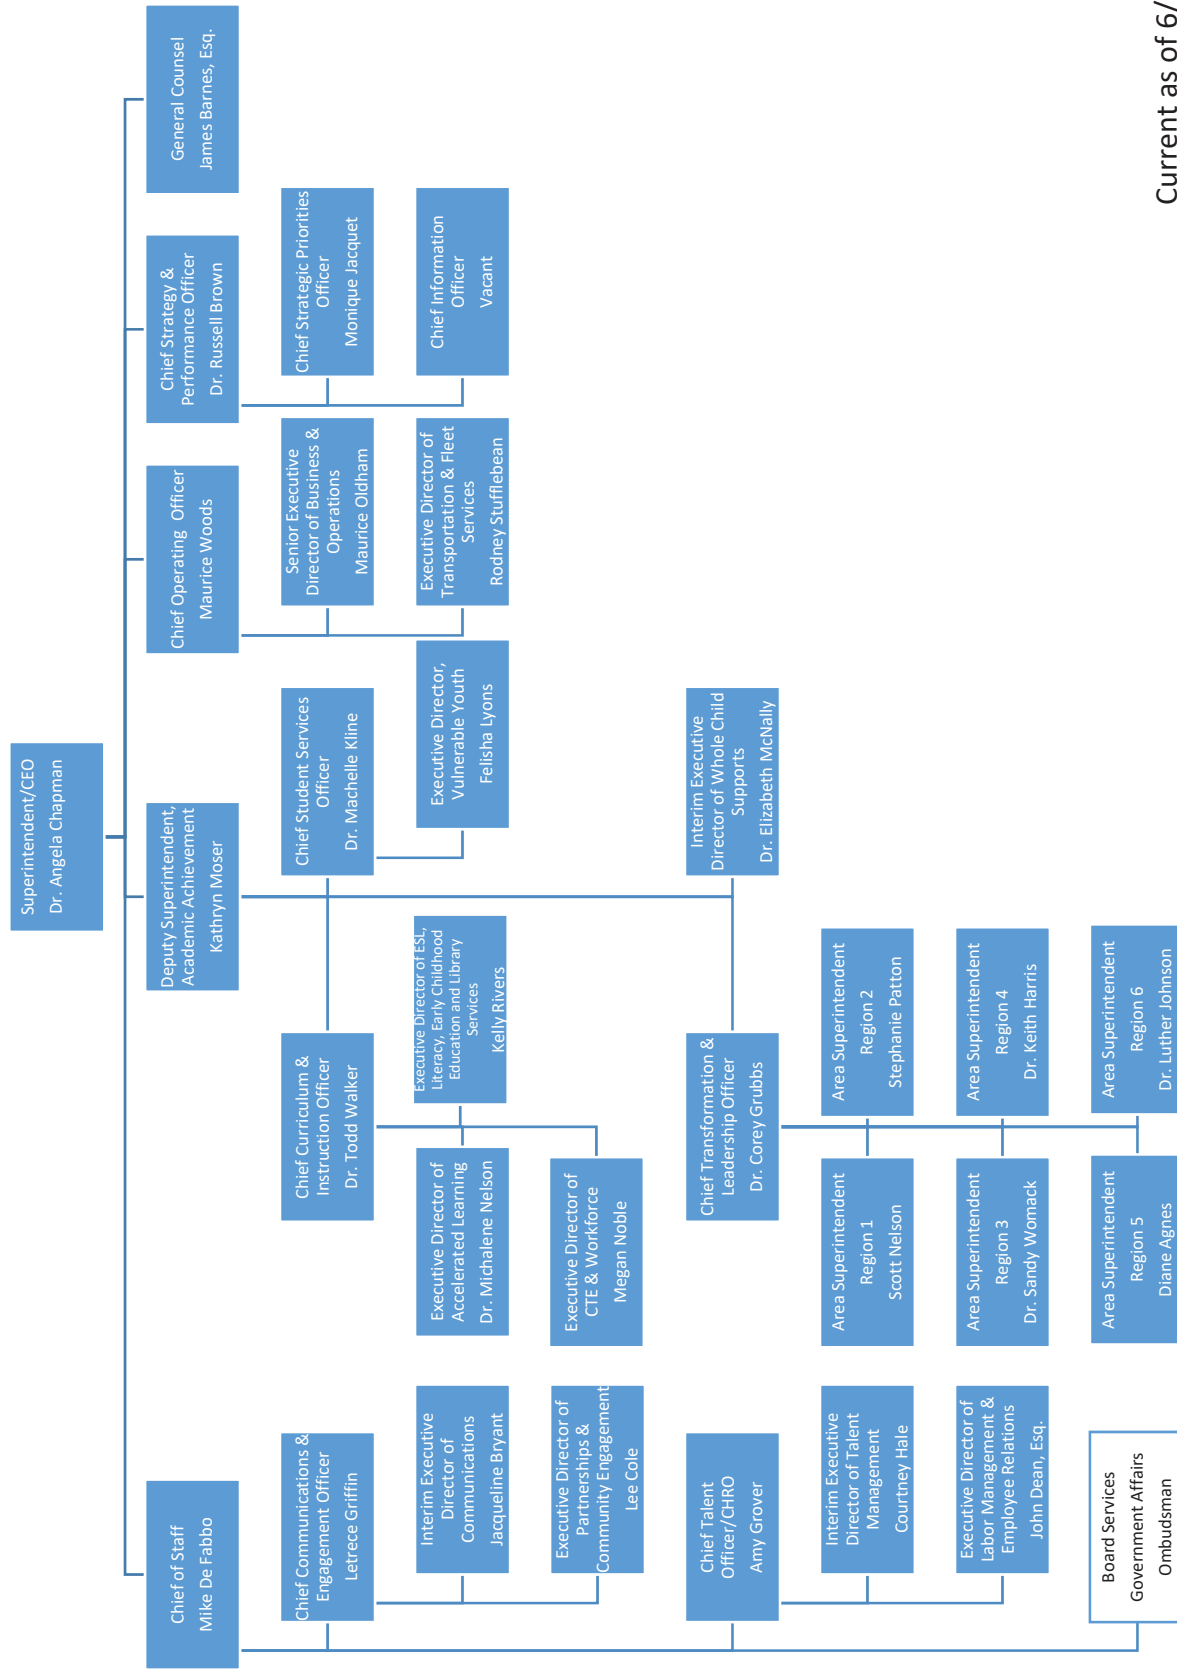 Superintendent/CEO
Dr. Angela Chapman
Chief of Staff
Mike De Fabbo
Deputy Superintendent,
Academic Achievement
Kathryn Moser
Chief Operating Officer
Maurice Woods
Chief Strategy &
Performance Officer
Dr. Russell Brown
General Counsel
James Barnes, Esq.
Chief Communications &
Engagement Officer
Letrece Griffin
Interim Executive
Director of
Communications
Jacqueline Bryant
Executive Director of
Partnerships &
Community Engagement
Lee Cole
Chief Talent
Officer/CHRO
Amy Grover
Interim Executive
Director of Talent
Management
Courtney Hale
Executive Director of
Labor Management &
Employee Relations
John Dean, Esq.
Board Services
Government Affairs
Ombudsman
Chief Curriculum &
Instruction Officer
Dr. Todd Walker
Executive Director of
Accelerated Learning
Dr. Michalene Nelson
Executive Director of ESL,
Literacy, Early Childhood
Education and Library
Services
Kelly Rivers
Executive Director of
CTE & Workforce
Megan Noble
Chief Student Services
Officer
Dr. Machelle Kline
Executive Director,
Vulnerable Youth
Felisha Lyons
Chief Transformation &
Leadership Officer
Dr. Corey Grubbs
Interim Executive
Director of Whole Child
Supports
Dr. Elizabeth McNally
Area Superintendent
Region 1
Scott Nelson
Area Superintendent
Region 2
Stephanie Patton
Area Superintendent
Region 3
Dr. Sandy Womack
Area Superintendent
Region 4
Dr. Keith Harris
Area Superintendent
Region 5
Diane Agnes
Area Superintendent
Region 6
Dr. Luther Johnson
Senior Executive
Director of Business &
Operations
Maurice Oldham
Executive Director of
Transportation & Fleet
Services
Rodney Stufflebean
Chief Strategic Priorities
Officer
Monique Jacquet
Chief Information
Officer
Vacant
Current as of 6/